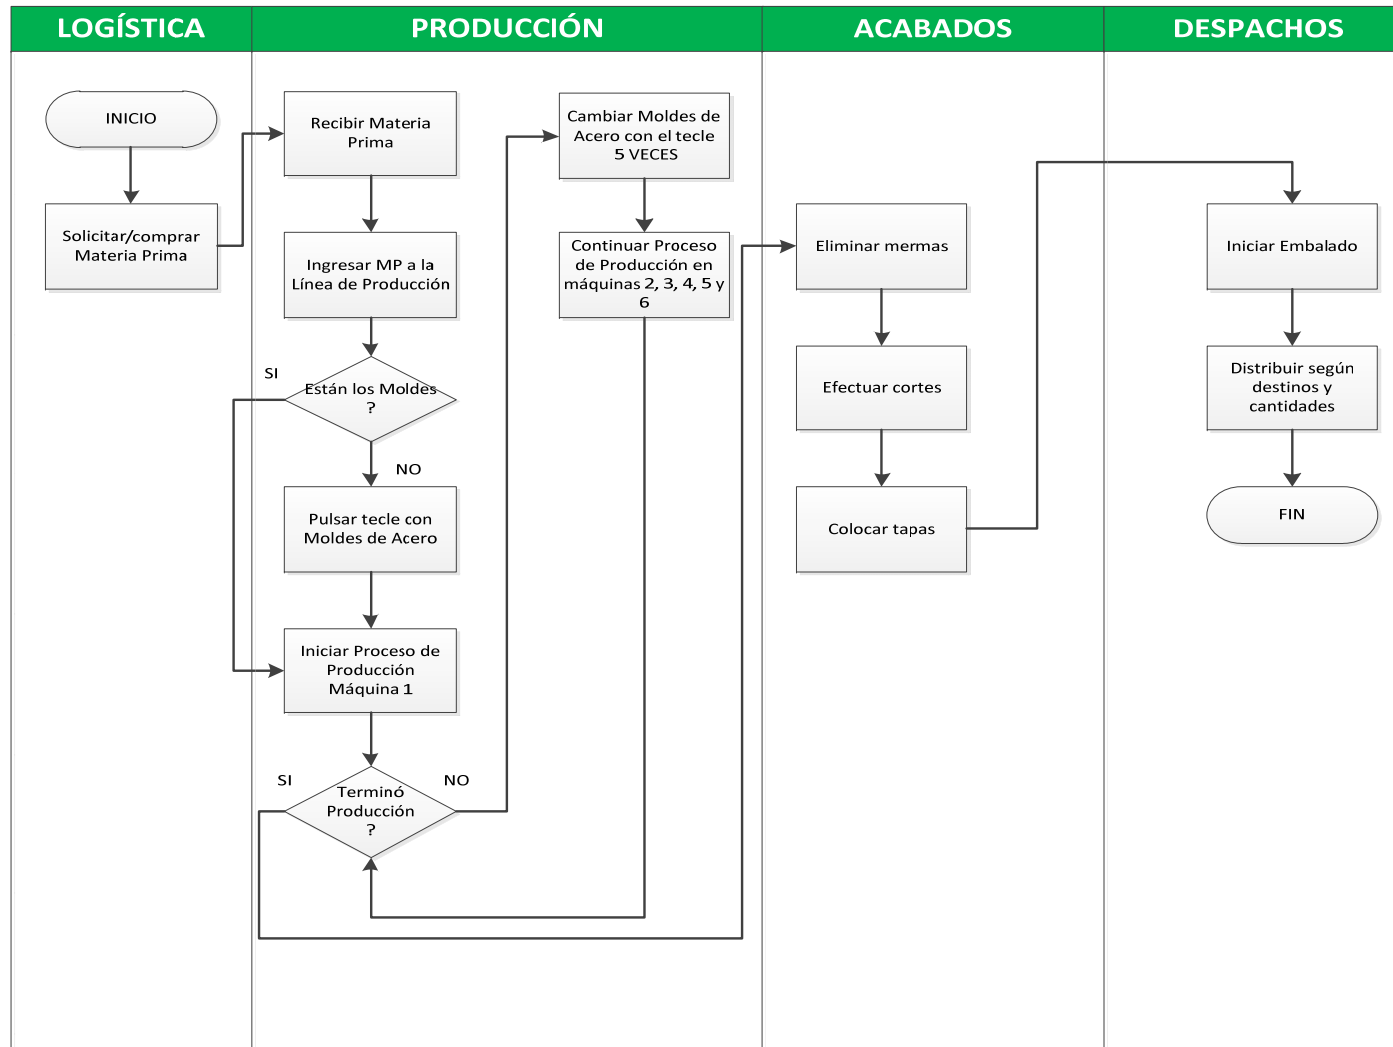 LOGÍSTICA
PRODUCCIÓN
ACABADOS
DESPACHOS
INICIO
Solicitar/comprar
Materia Prima
Recibir Materia
Prima
Ingresar MP a la
Línea de Producción
SI
Están los Moldes
?
NO
Pulsar tecle con
Moldes de Acero
Iniciar Proceso de
Producción
Máquina 1
SI
Terminó
Producción
?
NO
Cambiar Moldes de
Acero con el tecle
5 VECES
Continuar Proceso
de Producción en
máquinas 2, 3, 4, 5 y
6
Eliminar mermas
Efectuar cortes
Colocar tapas
Iniciar Embalado
Distribuir según
destinos y
cantidades
FIN